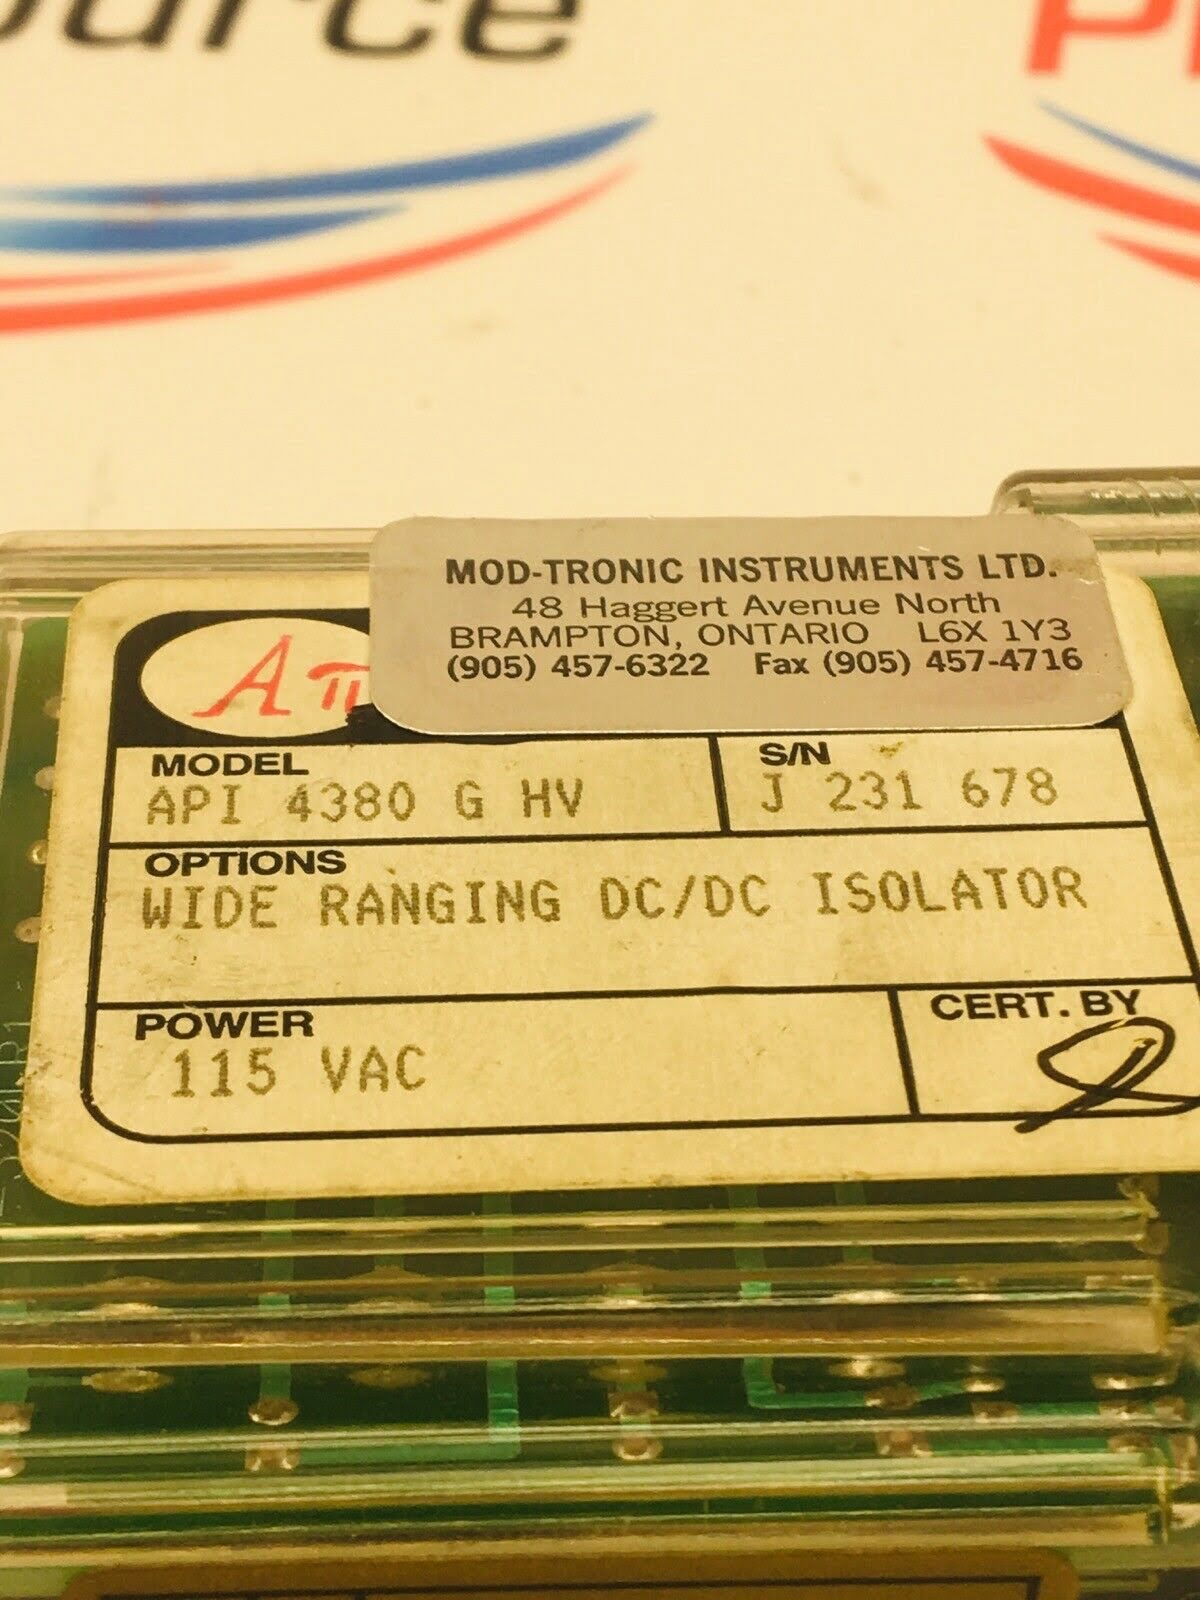 MOD-TRONIC INSTRUMENTS LTD.
48 Haggert Avenue North
BRAMPTON, ONTARIO L6X 1Y3
(905) 457-6322 Fax (905) 457-4716
Aπ
MODEL
API 4380 G HV
S/N
J 231 678
OPTIONS
WIDE RANGING DC/DC ISOLATOR
POWER
115 VAC
CERT. BY